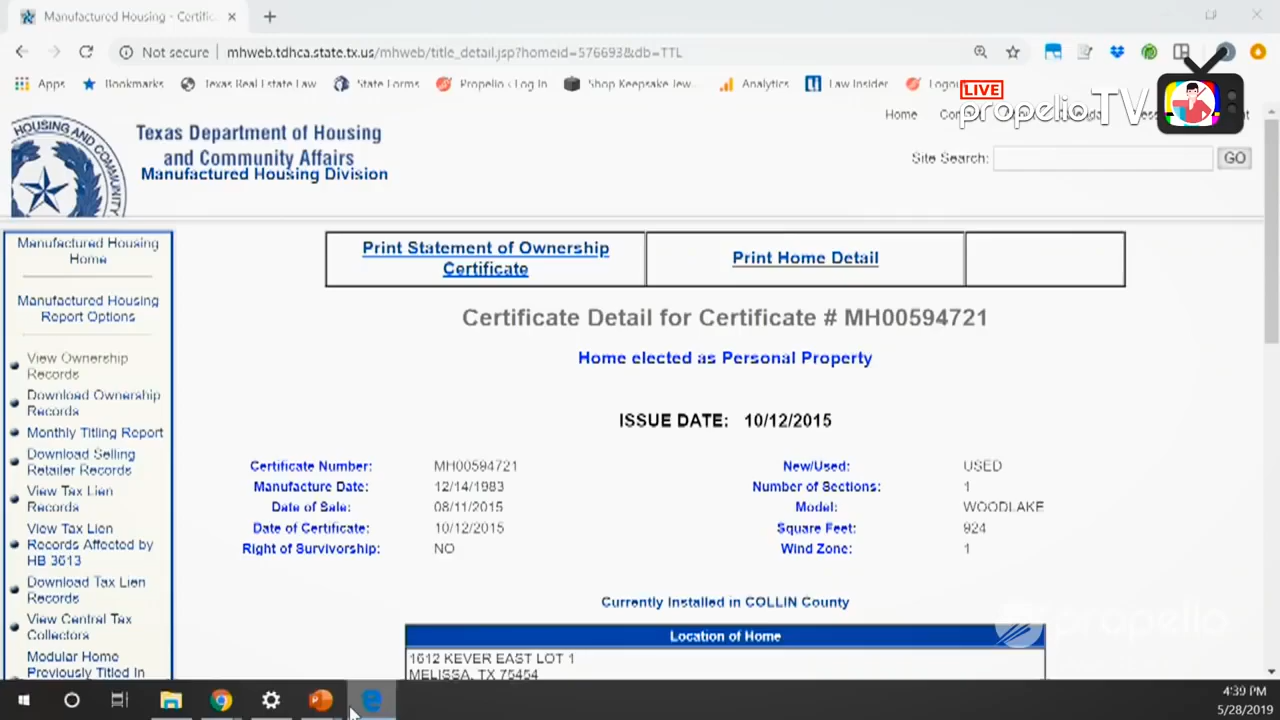 Manufactured Housing - Certific
Not secure
mhweb.tdhca.state.tx.us/mhweb/title_detail.jsp?homeid=576693&db=TTL
Apps
Bookmarks
Texas Real Estate Law
State Forms
Propelio - Log In
Shop Keepsake Jew...
Analytics
Law Insider
LIVE
propelioTV
Home
HOUSING AND COMMUNITY
Texas Department of Housing
and Community Affairs
Manufactured Housing Division
Site Search:
GO
Manufactured Housing
Home
Manufactured Housing
Report Options
View Ownership
Records
Download Ownership
Records
Monthly Titling Report
Download Selling
Retailer Records
View Tax Lien
Records
View Tax Lien
Records Affected by
HB 3613
Download Tax Lien
Records
View Central Tax
Collectors
Modular Home
Previously Titled In
Print Statement of Ownership
Certificate
Print Home Detail
Certificate Detail for Certificate # MH00594721
Home elected as Personal Property
ISSUE DATE: 10/12/2015
Certificate Number: MH00594721 New/Used: USED
Manufacture Date: 12/14/1983 Number of Sections: 1
Date of Sale: 08/11/2015 Model: WOODLAKE
Date of Certificate: 10/12/2015 Square Feet: 924
Right of Survivorship: NO Wind Zone: 1
Currently Installed in COLLIN County
Location of Home
1612 KEVER EAST LOT 1
MELISSA, TX 75454
propelio
4:39 PM
5/28/2019